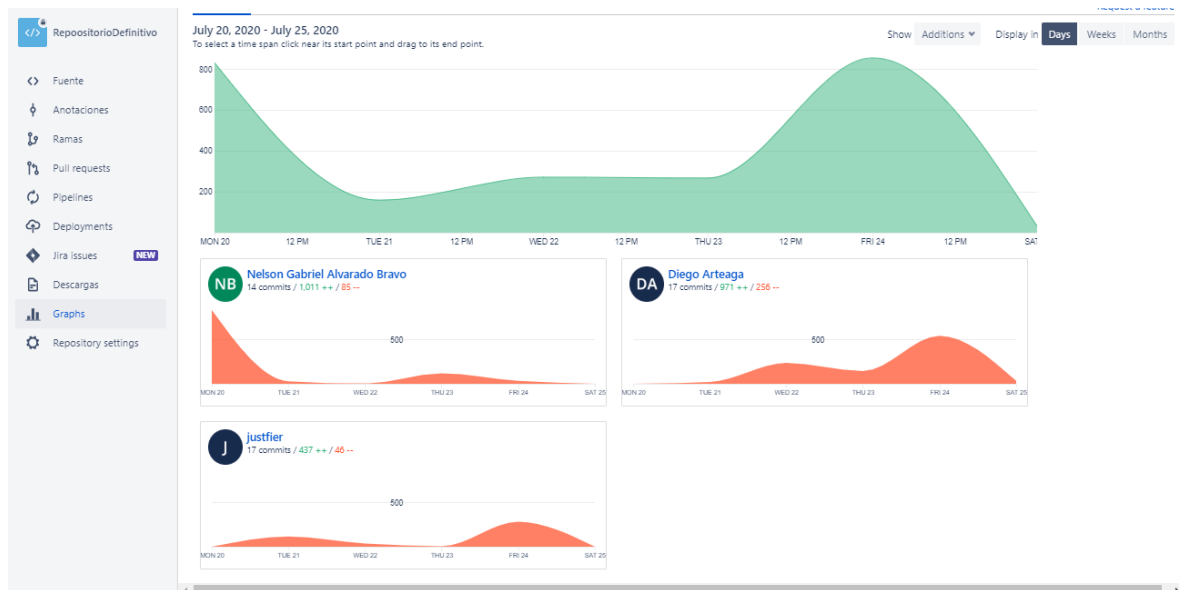 Request a feature
RepoositorioDefinitivo
Fuente
Anotaciones
Ramas
Pull requests
Pipelines
Deployments
Jira issues NEW
Descargas
Graphs
Repository settings
July 20, 2020 - July 25, 2020
To select a time span click near its start point and drag to its end point.
Show Additions Display in Days Weeks Months
800
600
400
200
MON 20 12 PM TUE 21 12 PM WED 22 12 PM THU 23 12 PM FRI 24 12 PM SAT
NB Nelson Gabriel Alvarado Bravo
14 commits / 1,011 ++ / 85 --
500
MON 20 TUE 21 WED 22 THU 23 FRI 24 SAT 25
DA Diego Arteaga
17 commits / 971 ++ / 256 --
500
MON 20 TUE 21 WED 22 THU 23 FRI 24 SAT 25
J justfier
17 commits / 437 ++ / 46 --
500
MON 20 TUE 21 WED 22 THU 23 FRI 24 SAT 25